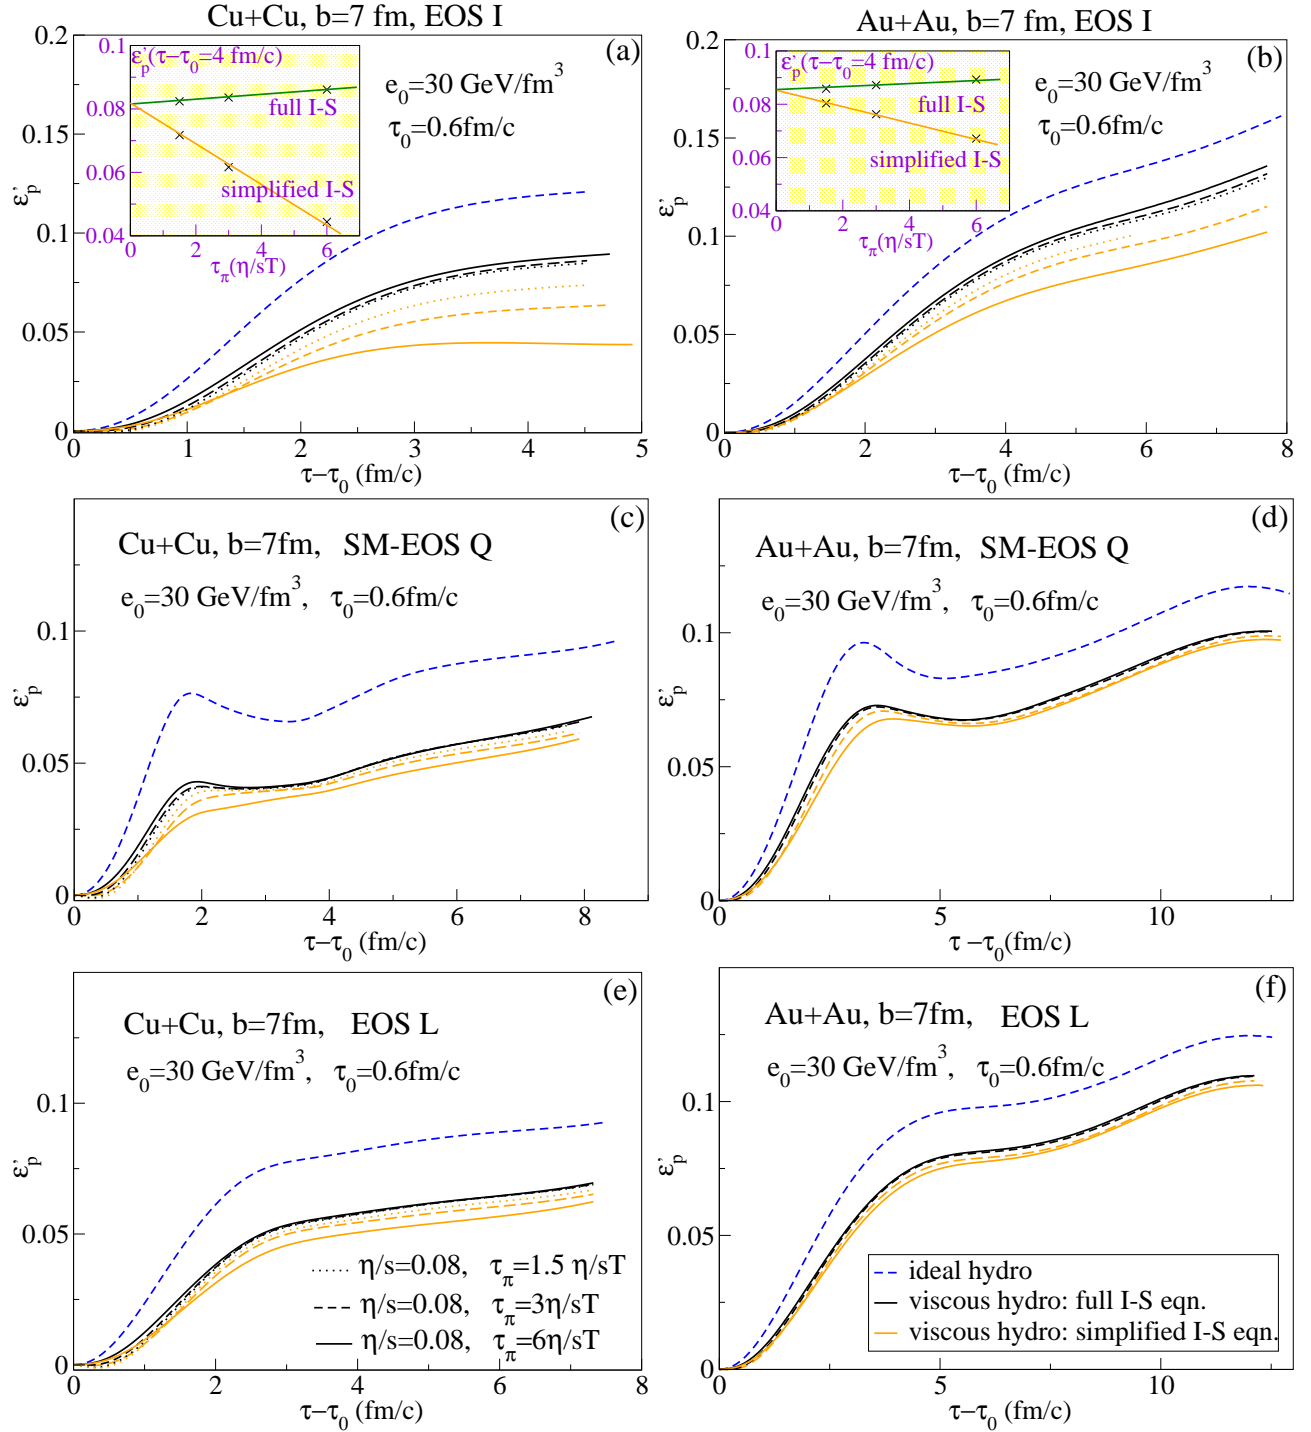 Cu+Cu, b=7 fm, EOS I
0.2
0.15
0.1
0.05
0
ε'p
(a)
0.1
0.08
0.06
0.04
ε'p(τ−τ0=4 fm/c)
full I-S
simplified I-S
0 2 4 6
τπ(η/sT)
e0=30 GeV/fm3
τ0=0.6fm/c
1 2 3 4 5
τ−τ0 (fm/c)
Au+Au, b=7 fm, EOS I
0.2
0.15
0.1
0.05
0
ε'p
(b)
0.1
0.08
0.06
0.04
ε'p(τ−τ0=4 fm/c)
full I-S
simplified I-S
0 2 4 6
τπ(η/sT)
e0=30 GeV/fm3
τ0=0.6fm/c
0 2 4 6 8
τ−τ0 (fm/c)
(c)
Cu+Cu, b=7fm, SM-EOS Q
e0=30 GeV/fm3, τ0=0.6fm/c
0.1
0.05
0
ε'p
0 2 4 6 8
τ−τ0 (fm/c)
(d)
Au+Au, b=7fm, SM-EOS Q
e0=30 GeV/fm3, τ0=0.6fm/c
0.1
0.05
0
ε'p
0 5 10
τ−τ0(fm/c)
(e)
Cu+Cu, b=7fm, EOS L
e0=30 GeV/fm3, τ0=0.6fm/c
0.1
0.05
0
ε'p
η/s=0.08, τπ=1.5 η/sT
η/s=0.08, τπ=3η/sT
η/s=0.08, τπ=6η/sT
0 2 4 6 8
τ−τ0 (fm/c)
(f)
Au+Au, b=7fm, EOS L
e0=30 GeV/fm3, τ0=0.6fm/c
0.1
0.05
0
ε'p
ideal hydro
viscous hydro: full I-S eqn.
viscous hydro: simplified I-S eqn.
0 5 10
τ−τ0 (fm/c)